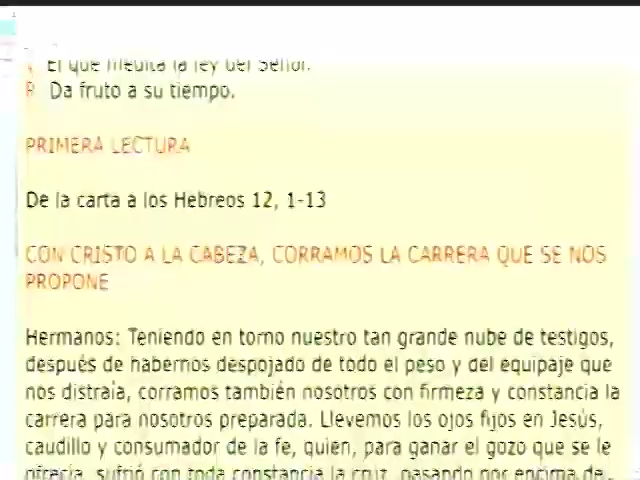 V El que medita la ley del Señor.
R Da fruto a su tiempo.
PRIMERA LECTURA
De la carta a los Hebreos 12, 1-13
CON CRISTO A LA CABEZA, CORRAMOS LA CARRERA QUE SE NOS
PROPONE
Hermanos: Teniendo en torno nuestro tan grande nube de testigos,
después de habernos despojado de todo el peso y del equipaje que
nos distraía, corramos también nosotros con firmeza y constancia la
carrera para nosotros preparada. Llevemos los ojos fijos en Jesús,
caudillo y consumador de la fe, quien, para ganar el gozo que se le
ofrecía, sufrió con toda constancia la cruz, pasando por encima de